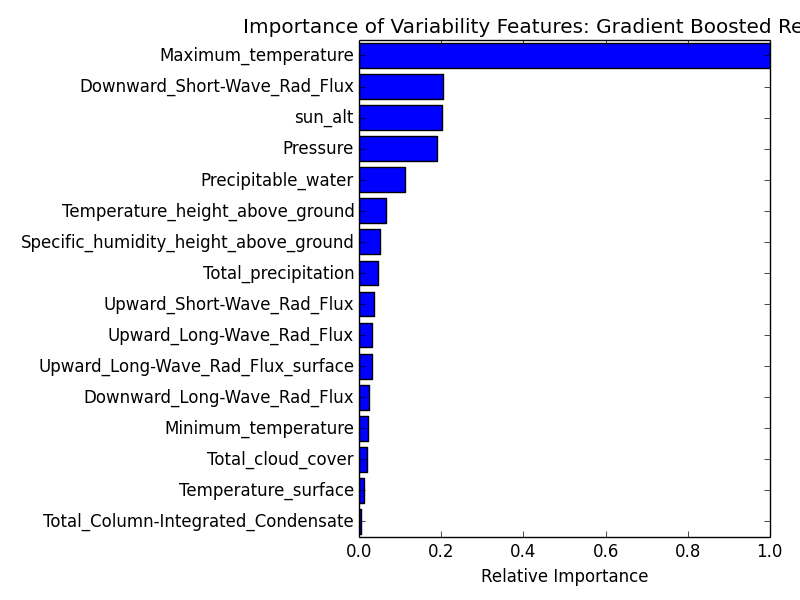 Importance of Variability Features: Gradient Boosted Re
Maximum_temperature
Downward_Short-Wave_Rad_Flux
sun_alt
Pressure
Precipitable_water
Temperature_height_above_ground
Specific_humidity_height_above_ground
Total_precipitation
Upward_Short-Wave_Rad_Flux
Upward_Long-Wave_Rad_Flux
Upward_Long-Wave_Rad_Flux_surface
Downward_Long-Wave_Rad_Flux
Minimum_temperature
Total_cloud_cover
Temperature_surface
Total_Column-Integrated_Condensate
0.0 0.2 0.4 0.6 0.8 1.0
Relative Importance